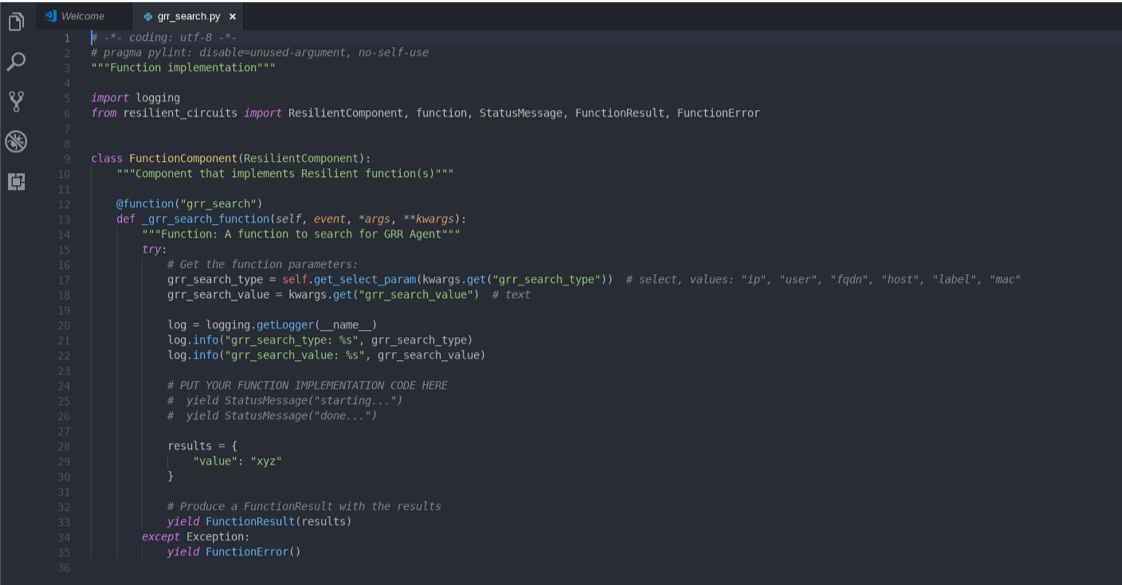 Welcome
grr_search.py ×
1 # -*- coding: utf-8 -*-
2 # pragma pylint: disable=unused-argument, no-self-use
3 """Function implementation"""
4
5 import logging
6 from resilient_circuits import ResilientComponent, function, StatusMessage, FunctionResult, FunctionError
7
8
9 class FunctionComponent(ResilientComponent):
10     """Component that implements Resilient function(s)"""
11
12     @function("grr_search")
13     def _grr_search_function(self, event, *args, **kwargs):
14         """Function: A function to search for GRR Agent"""
15         try:
16             # Get the function parameters:
17             grr_search_type = self.get_select_param(kwargs.get("grr_search_type"))  # select, values: "ip", "user", "fqdn", "host", "label", "mac"
18             grr_search_value = kwargs.get("grr_search_value")  # text
19
20             log = logging.getLogger(__name__)
21             log.info("grr_search_type: %s", grr_search_type)
22             log.info("grr_search_value: %s", grr_search_value)
23
24             # PUT YOUR FUNCTION IMPLEMENTATION CODE HERE
25             #  yield StatusMessage("starting...")
26             #  yield StatusMessage("done...")
27
28             results = {
29                 "value": "xyz"
30             }
31
32             # Produce a FunctionResult with the results
33             yield FunctionResult(results)
34         except Exception:
35             yield FunctionError()
36